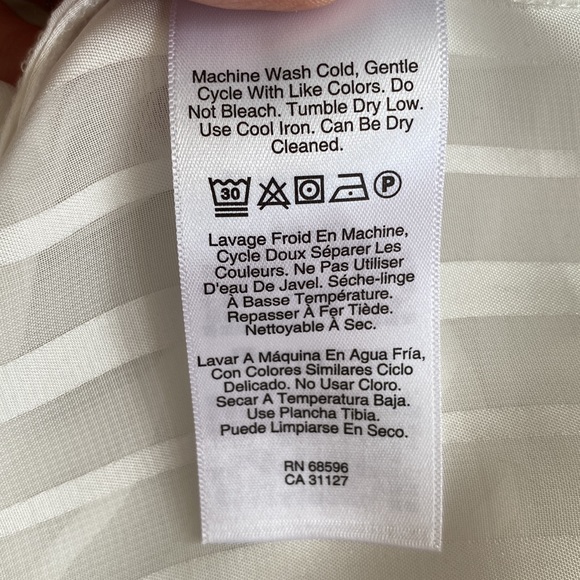 Machine Wash Cold, Gentle
Cycle With Like Colors. Do
Not Bleach. Tumble Dry Low.
Use Cool Iron. Can Be Dry
Cleaned.
30 P
Lavage Froid En Machine,
Cycle Doux Séparer Les
Couleurs. Ne Pas Utiliser
D'eau De Javel. Séche-linge
À Basse Température.
Repasser À Fer Tiède.
Nettoyable À Sec.
Lavar A Máquina En Agua Fría,
Con Colores Similares Ciclo
Delicado. No Usar Cloro.
Secar A Temperatura Baja.
Use Plancha Tibia.
Puede Limpiarse En Seco.
RN 68596
CA 31127